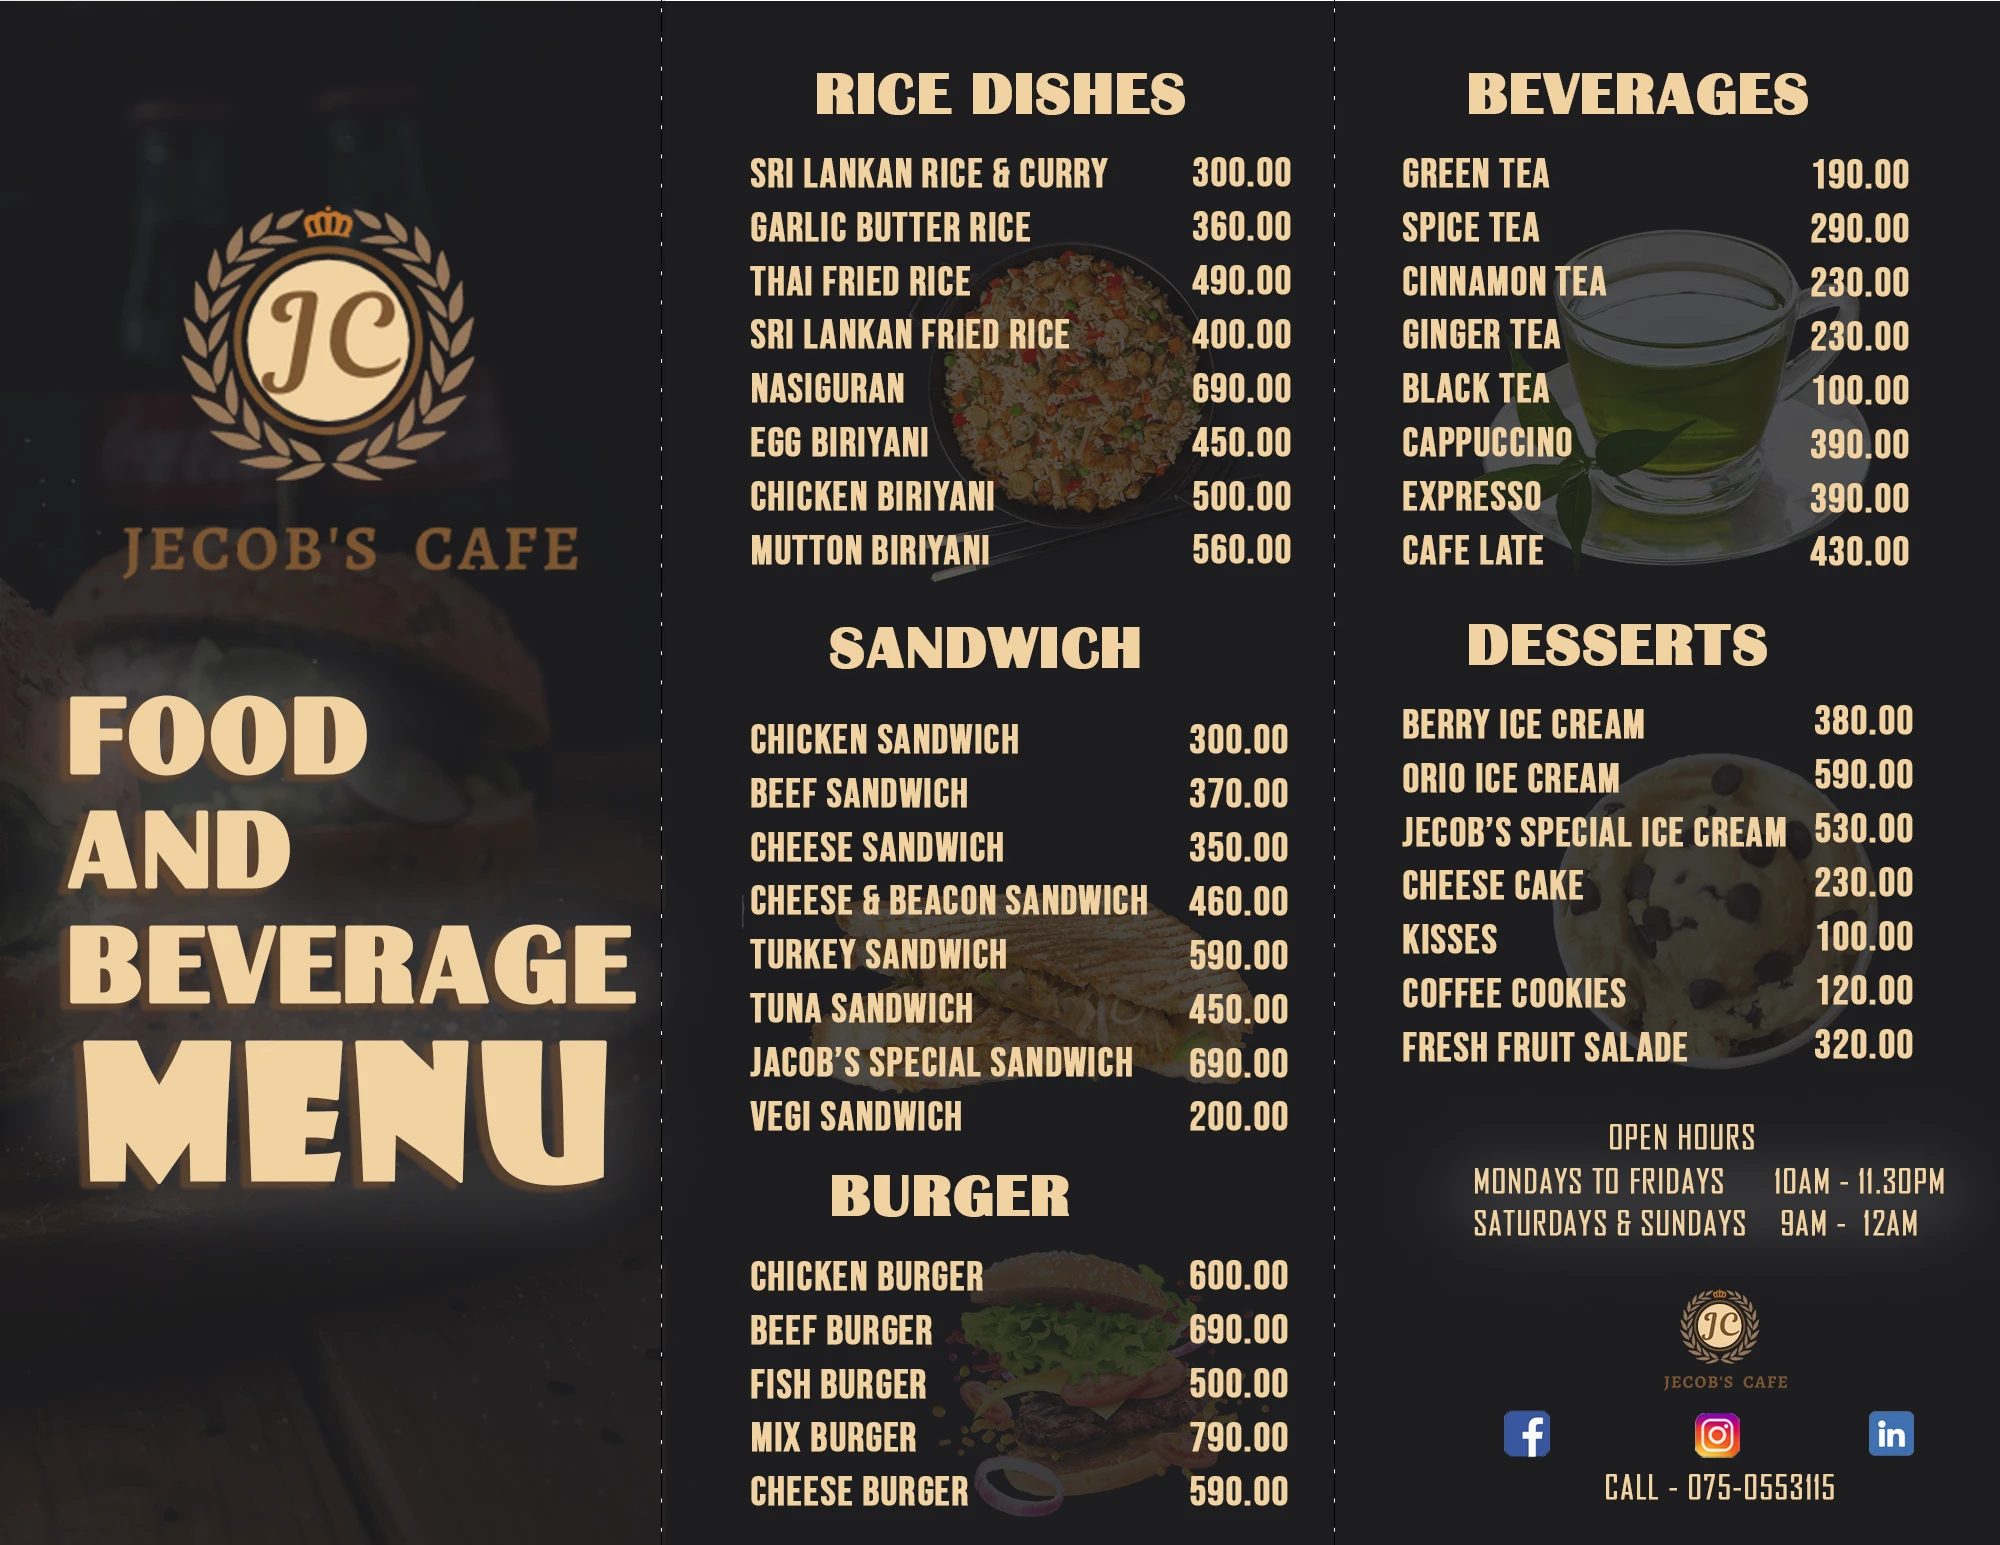 JC
JECOB'S CAFE
FOOD
AND
BEVERAGE
MENU
RICE DISHES
SRI LANKAN RICE & CURRY 300.00
GARLIC BUTTER RICE 360.00
THAI FRIED RICE 490.00
SRI LANKAN FRIED RICE 400.00
NASIGURAN 690.00
EGG BIRIYANI 450.00
CHICKEN BIRIYANI 500.00
MUTTON BIRIYANI 560.00
SANDWICH
CHICKEN SANDWICH 300.00
BEEF SANDWICH 370.00
CHEESE SANDWICH 350.00
CHEESE & BEACON SANDWICH 460.00
TURKEY SANDWICH 590.00
TUNA SANDWICH 450.00
JACOB'S SPECIAL SANDWICH 690.00
VEGI SANDWICH 200.00
BURGER
CHICKEN BURGER 600.00
BEEF BURGER 690.00
FISH BURGER 500.00
MIX BURGER 790.00
CHEESE BURGER 590.00
BEVERAGES
GREEN TEA 190.00
SPICE TEA 290.00
CINNAMON TEA 230.00
GINGER TEA 230.00
BLACK TEA 100.00
CAPPUCCINO 390.00
EXPRESSO 390.00
CAFE LATE 430.00
DESSERTS
BERRY ICE CREAM 380.00
ORIO ICE CREAM 590.00
JECOB'S SPECIAL ICE CREAM 530.00
CHEESE CAKE 230.00
KISSES 100.00
COFFEE COOKIES 120.00
FRESH FRUIT SALADE 320.00
OPEN HOURS
MONDAYS TO FRIDAYS 10AM - 11.30PM
SATURDAYS & SUNDAYS 9AM - 12AM
JC
JECOB'S CAFE
f in
CALL - 075-0553115